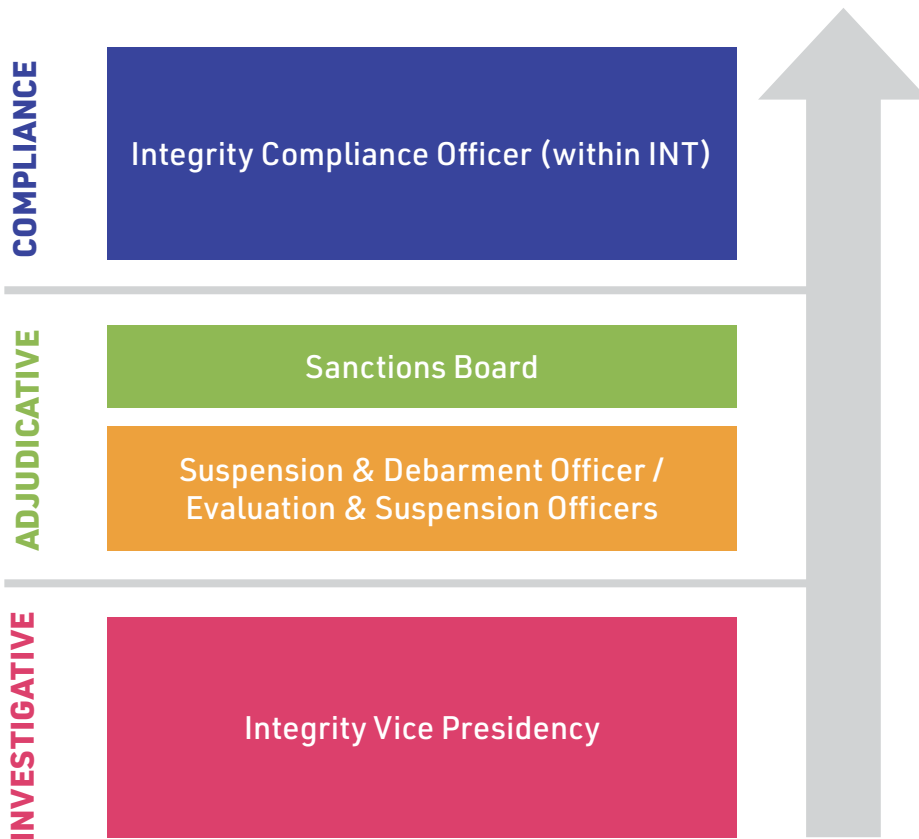 COMPLIANCE
Integrity Compliance Officer (within INT)
ADJUDICATIVE
Sanctions Board
Suspension & Debarment Officer /
Evaluation & Suspension Officers
INVESTIGATIVE
Integrity Vice Presidency